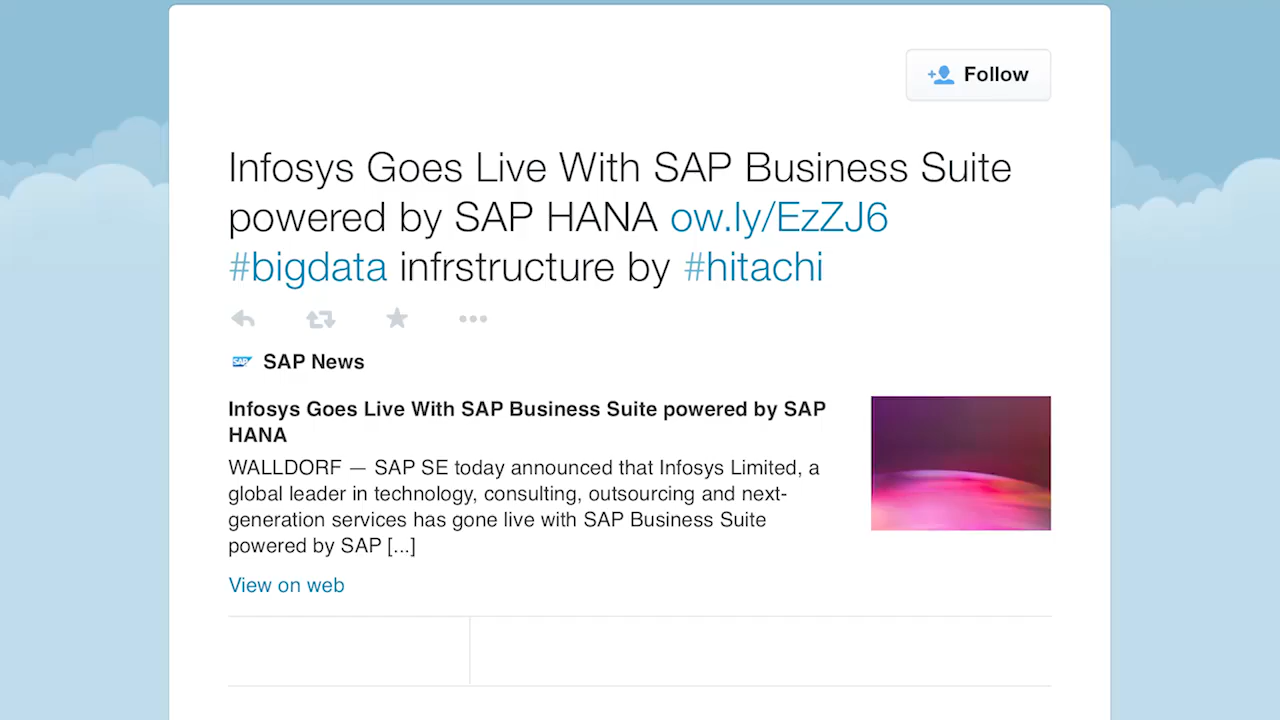 Follow
Infosys Goes Live With SAP Business Suite
powered by SAP HANA ow.ly/EzZJ6
#bigdata infrstructure by #hitachi
SAP SAP News
Infosys Goes Live With SAP Business Suite powered by SAP
HANA
WALLDORF — SAP SE today announced that Infosys Limited, a
global leader in technology, consulting, outsourcing and next-
generation services has gone live with SAP Business Suite
powered by SAP [...]
View on web